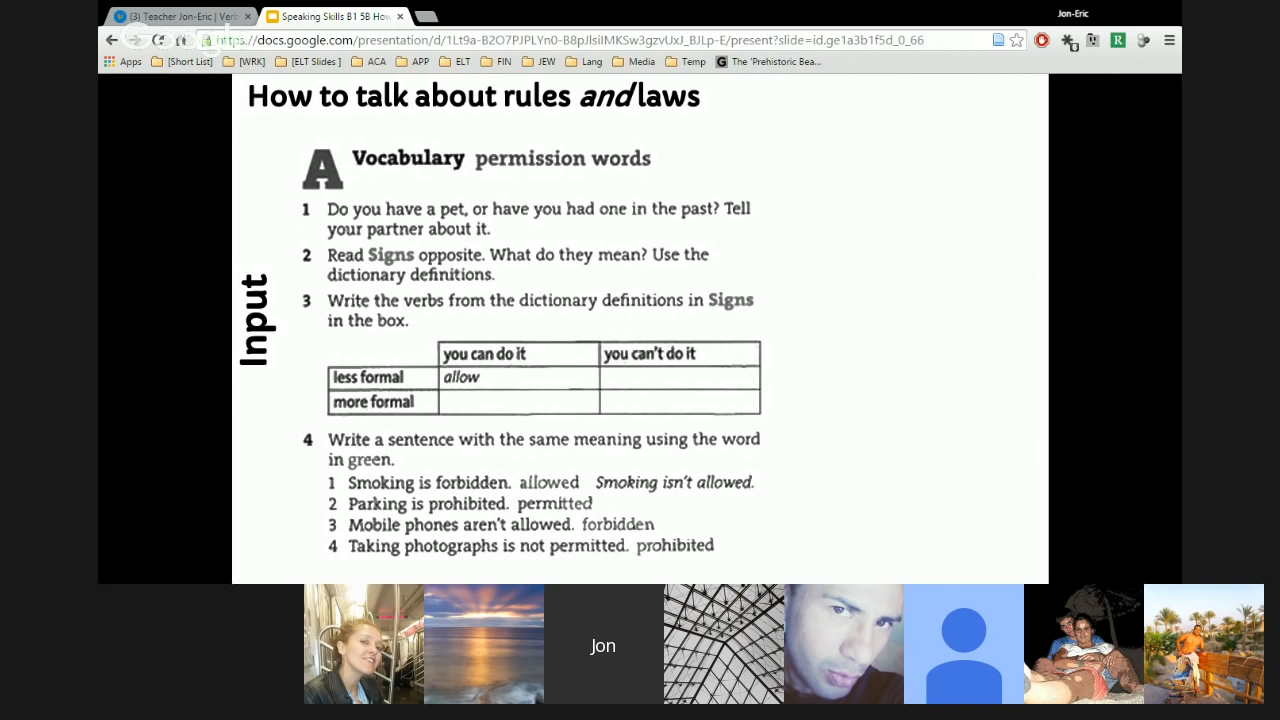 Jon-Eric
(3) Teacher Jon-Eric | Verb
Speaking Skills B1 5B How
Google
https://docs.google.com/presentation/d/1Lt9a-B2O7PJPLYn0-B8pJlsiIMKSw3gzvUxJ_BJLp-E/present?slide=id.ge1a3b1f5d_0_66
Apps [Short List] [WRK] [ELT Slides ] ACA APP ELT FIN JEW Lang Media Temp The 'Prehistoric Bea...
How to talk about rules and laws
Input
A Vocabulary permission words
1 Do you have a pet, or have you had one in the past? Tell
your partner about it.
2 Read Signs opposite. What do they mean? Use the
dictionary definitions.
3 Write the verbs from the dictionary definitions in Signs
in the box.
you can do it you can't do it
less formal allow
more formal
4 Write a sentence with the same meaning using the word
in green.
1 Smoking is forbidden. allowed Smoking isn't allowed.
2 Parking is prohibited. permitted
3 Mobile phones aren't allowed. forbidden
4 Taking photographs is not permitted. prohibited
Jon